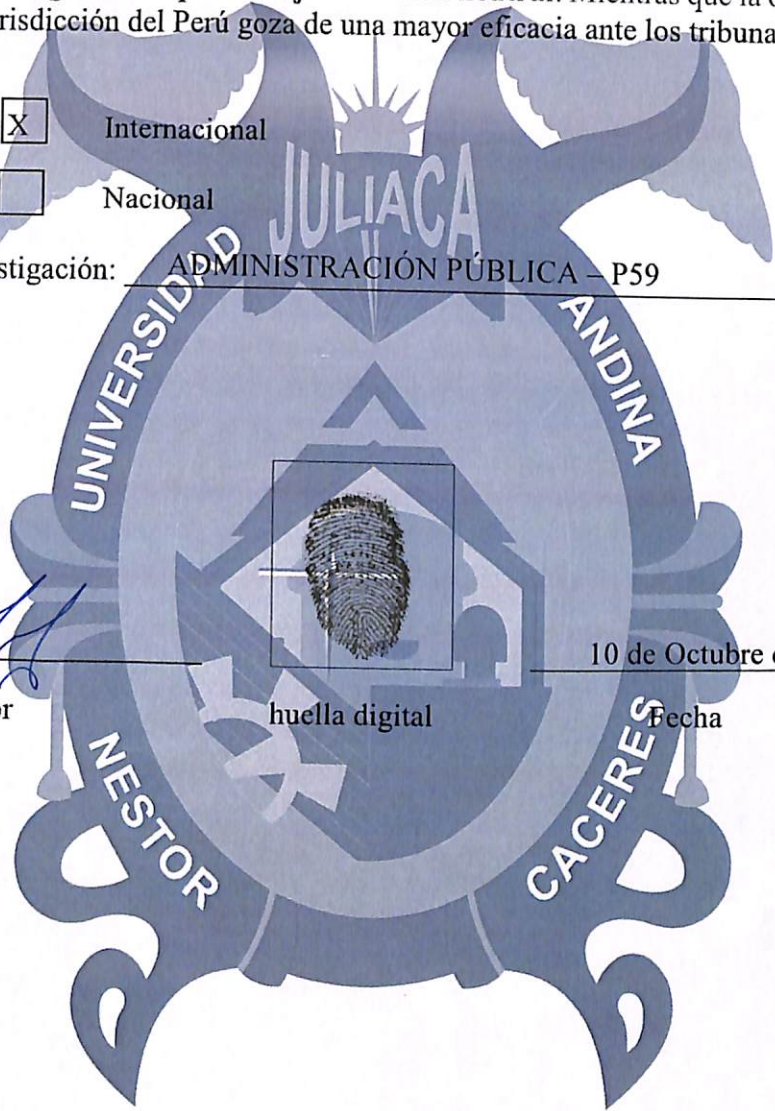 risdicción del Perú goza de una mayor eficacia ante los tribuna
X Internacional
Nacional
JULIACA
stigación: ADMINISTRACIÓN PÚBLICA – P59
UNIVERSIDAD
ANDINA
10 de Octubre
or
huella digital
Fecha
NESTOR
CACERES